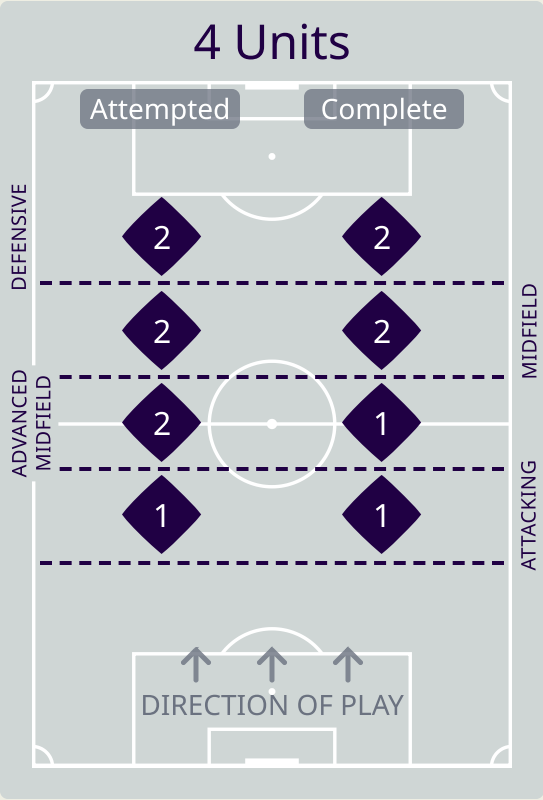 4 Units
Attempted Complete
DEFENSIVE
2 2
MIDFIELD
2 2
ADVANCED
MIDFIELD
2 1
ATTACKING
1 1
DIRECTION OF PLAY